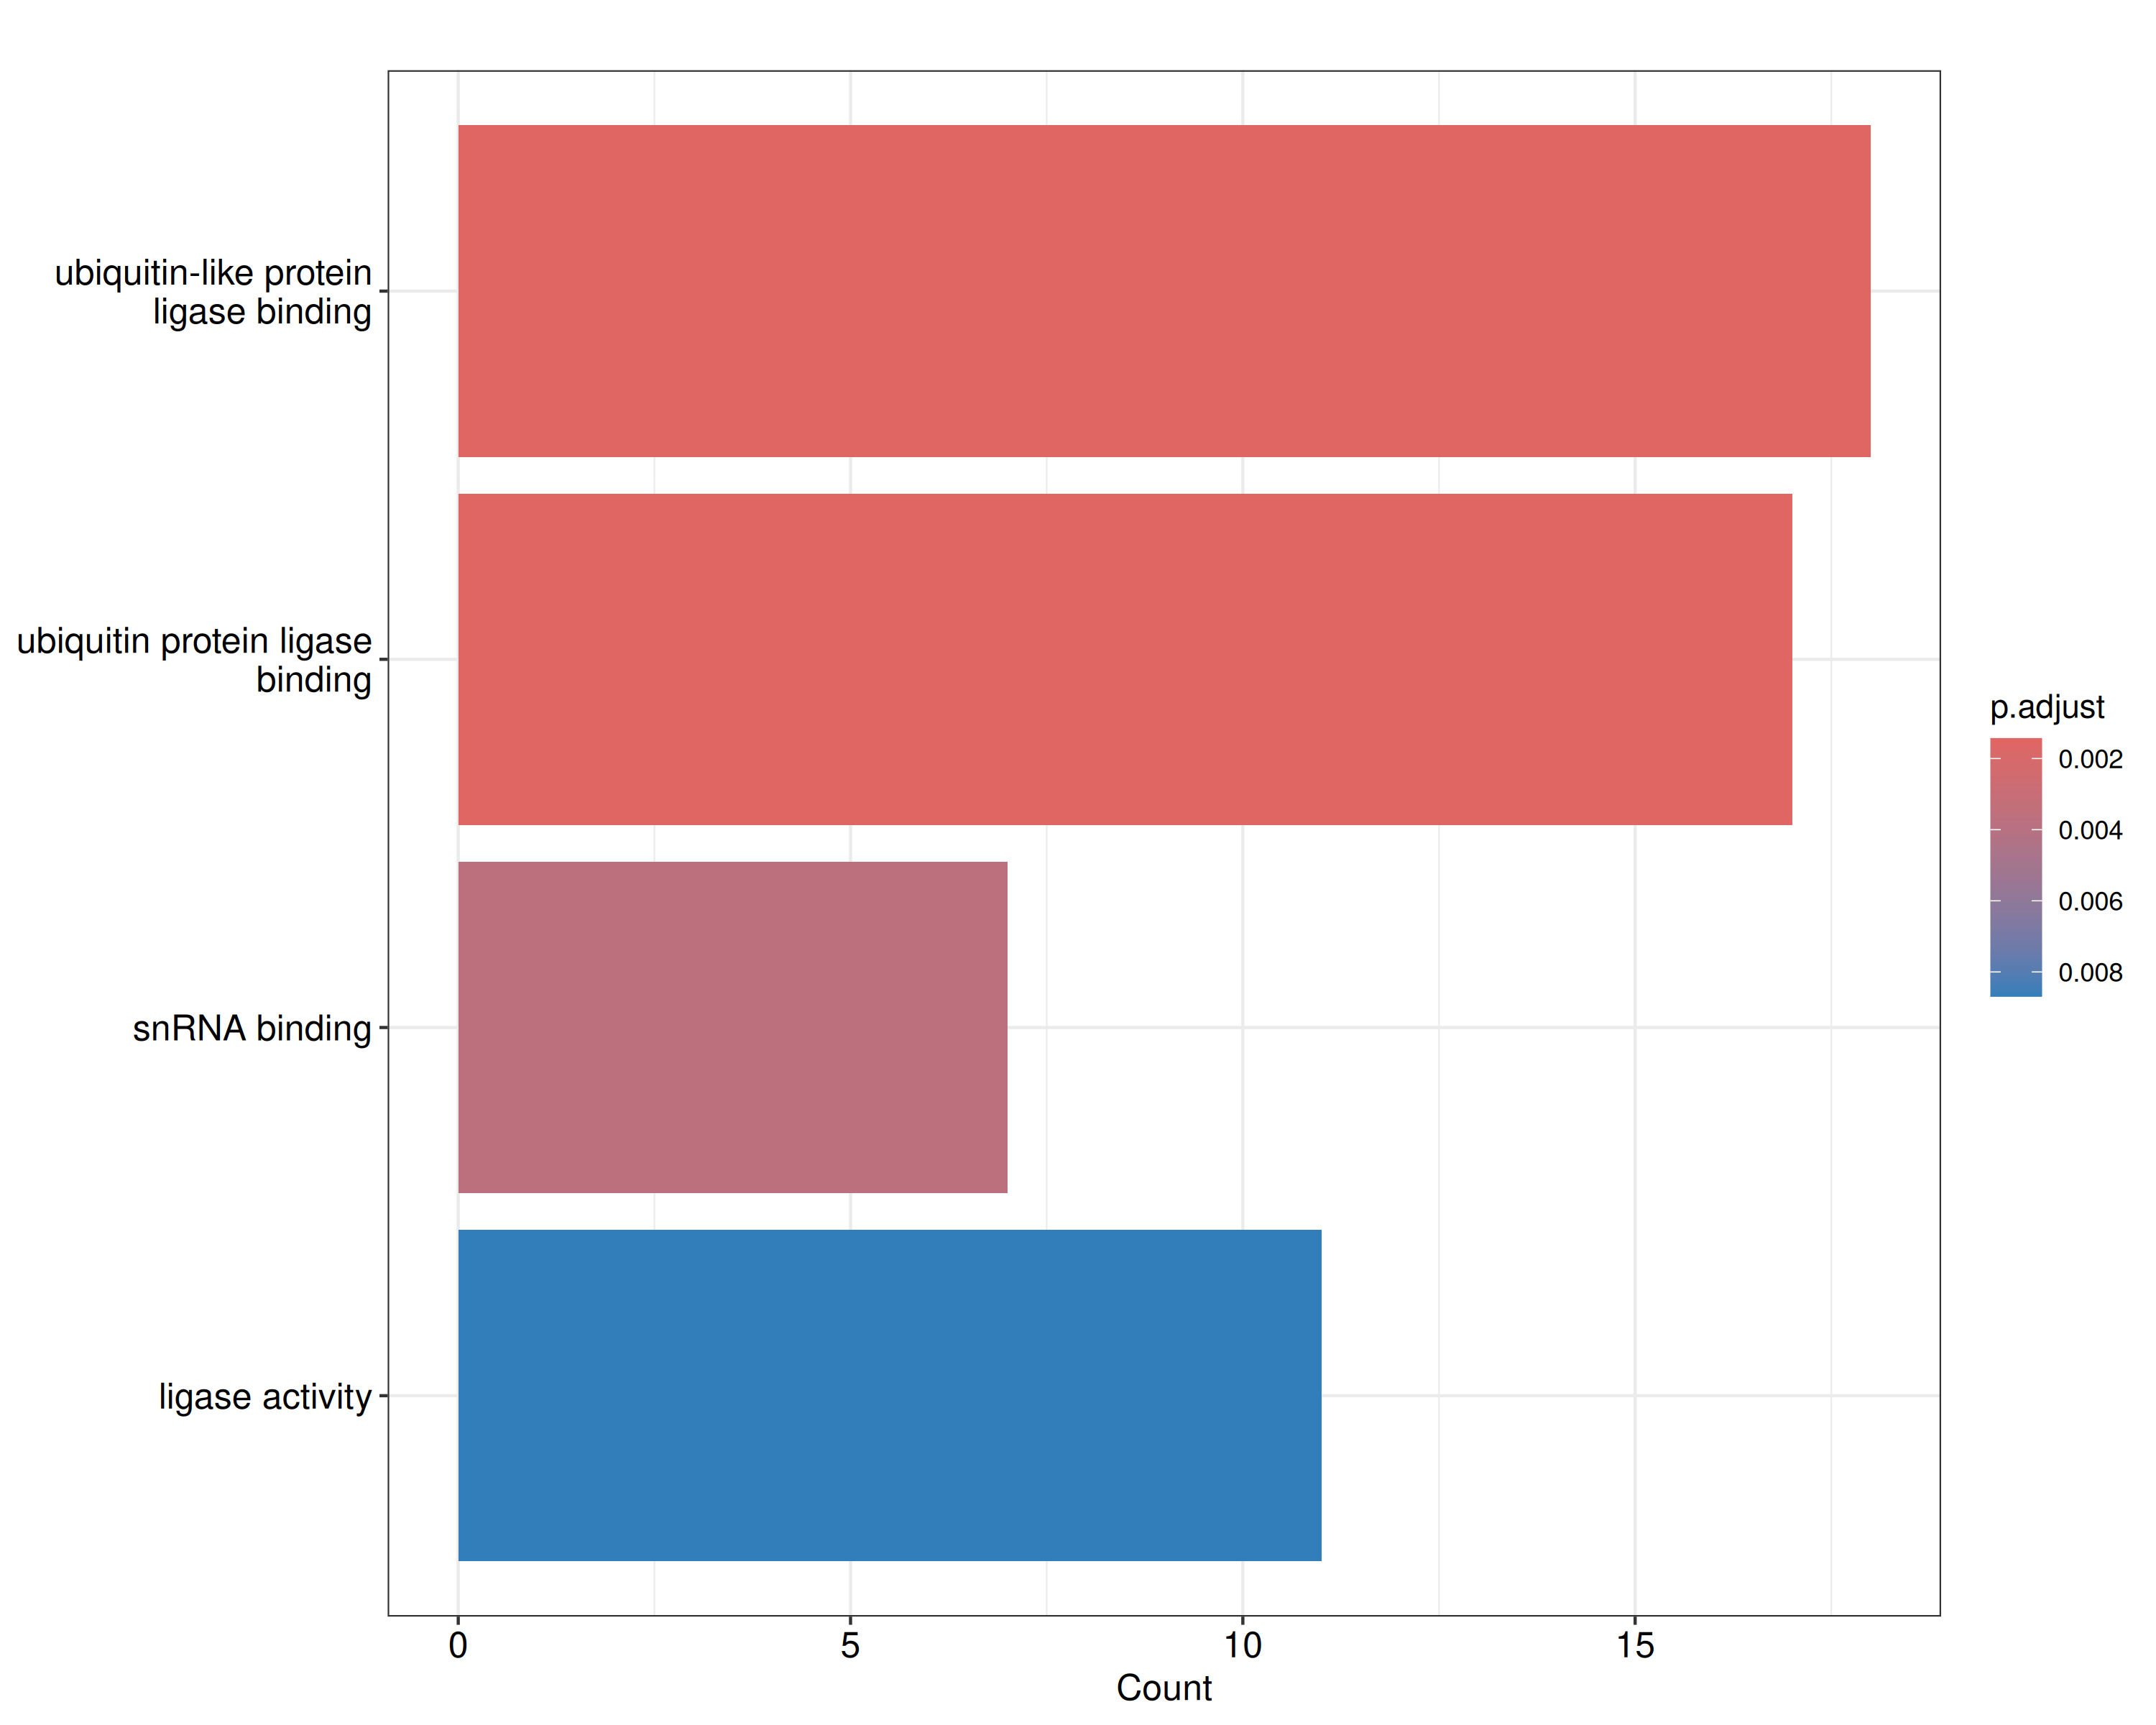 ubiquitin-like protein
ligase binding
ubiquitin protein ligase
binding
snRNA binding
ligase activity
0
5
10
15
Count
p.adjust
0.002
0.004
0.006
0.008